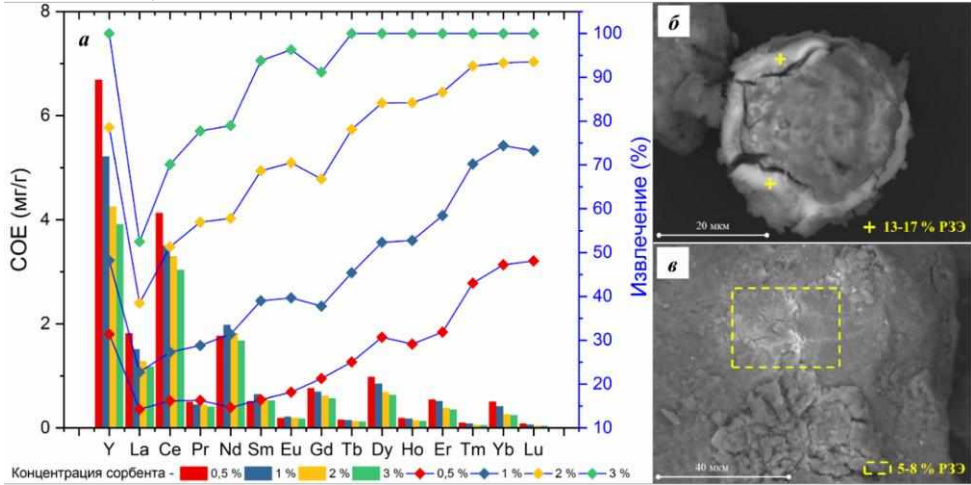 а
СОЕ (мг/г)
8
6
4
2
0
100
90
80
70
60
50
40
30
20
10
Извлечение (%)
Y La Ce Pr Nd Sm Eu Gd Tb Dy Ho Er Tm Yb Lu
Концентрация сорбента - 0,5 % 1 % 2 % 3 % 0,5 % 1 % 2 % 3 %
б
20 мкм
+ 13-17 % РЗЭ
в
40 мкм
5-8 % РЗЭ